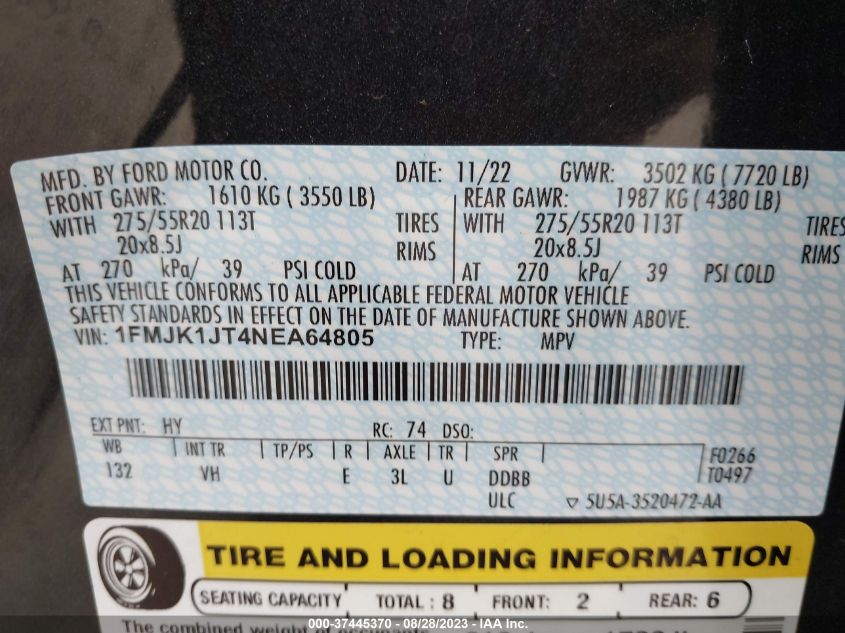 MFD. BY FORD MOTOR CO. DATE: 11/22 GVWR: 3502 KG ( 7720 LB)
FRONT GAWR: 1610 KG ( 3550 LB) REAR GAWR: 1987 KG ( 4380 LB)
WITH 275/55R20 113T TIRES WITH 275/55R20 113T TIRES
20x8.5J RIMS 20x8.5J RIMS
AT 270 kPa/ 39 PSI COLD AT 270 kPa/ 39 PSI COLD
THIS VEHICLE CONFORMS TO ALL APPLICABLE FEDERAL MOTOR VEHICLE
SAFETY STANDARDS IN EFFECT ON THE DATE OF MANUFACTURE SHOWN ABOVE.
VIN: 1FMJK1JT4NEA64805 TYPE: MPV
EXT PNT: HY RC: 74 DSO:
WB INT TR TP/PS R AXLE TR SPR F0266
132 VH E 3L U DDBB T0497
ULC ▽ 5U5A-3520472-AA
TIRE AND LOADING INFORMATION
SEATING CAPACITY TOTAL : 8 FRONT: 2 REAR: 6
The combined weight of occupants
000-37445370 - 08/28/2023 - IAA Inc.